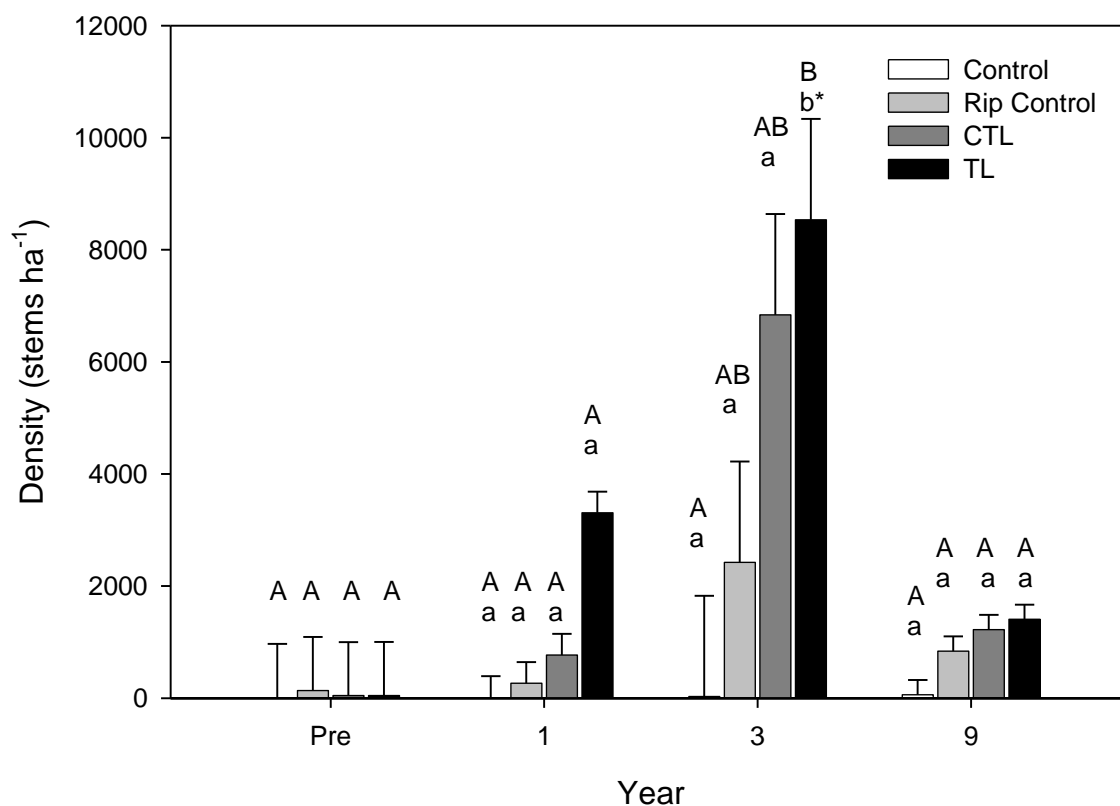 12000
10000
8000
6000
4000
2000
0
Density (stems ha⁻¹)
Control
Rip Control
CTL
TL
A A A A
A A A A
a a a a
A AB AB B
a a a b*
A A A A
a a a a
Pre 1 3 9
Year